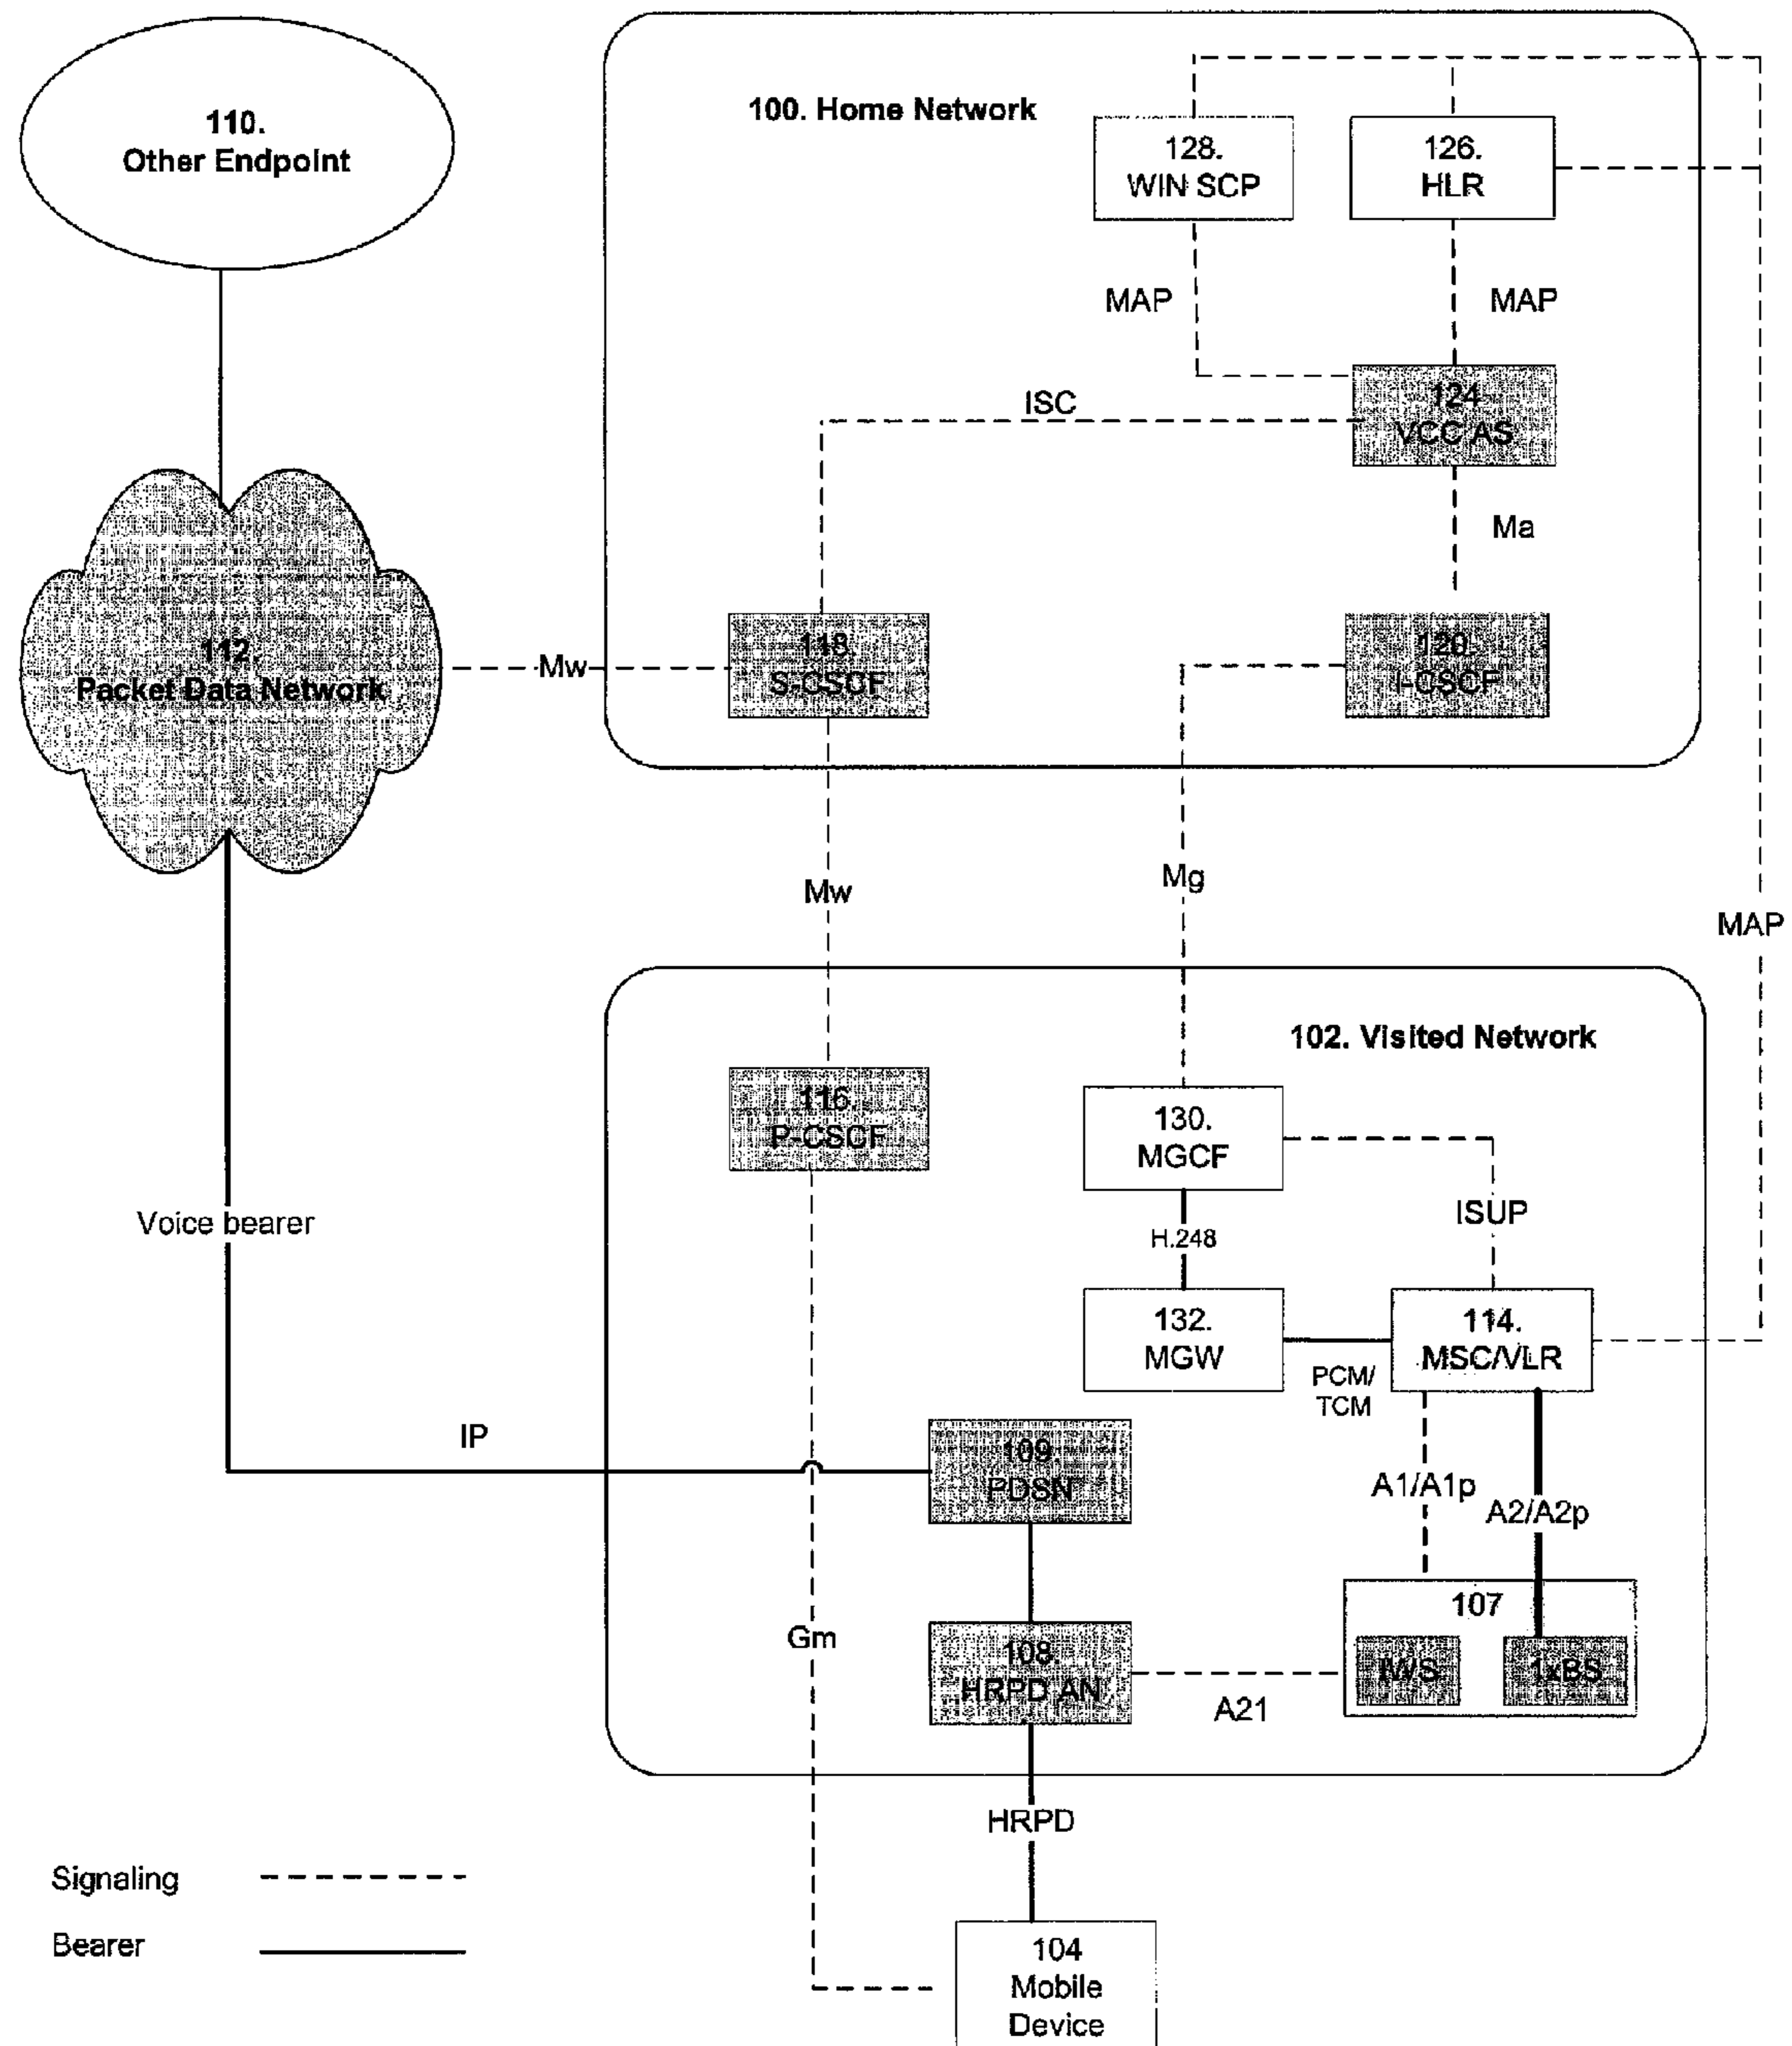 110.
Other Endpoint
100. Home Network
128.
WIN SCP
126.
HLR
MAP
MAP
ISC
124
VCC AS
Ma
112.
Packet Data Network
Mw
118.
S-CSCF
120.
I-CSCF
Mw
Mg
MAP
102. Visited Network
116.
P-CSCF
130.
MGCF
Voice bearer
H.248
ISUP
132.
MGW
114.
MSC/VLR
PCM/
TCM
IP
109.
PDSN
A1/A1p
A2/A2p
107
Gm
108.
HRPD AN
IWS
1xBS
A21
HRPD
Signaling
Bearer
104
Mobile
Device